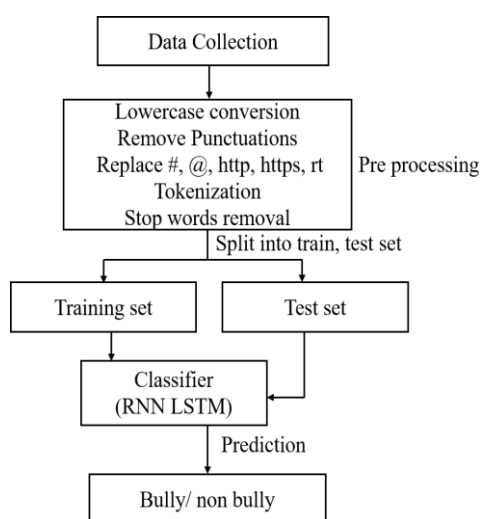 Data Collection
Lowercase conversion
Remove Punctuations
Replace #, @, http, https, rt
Tokenization
Stop words removal
Pre processing
Split into train, test set
Training set
Test set
Classifier
(RNN LSTM)
Prediction
Bully/ non bully